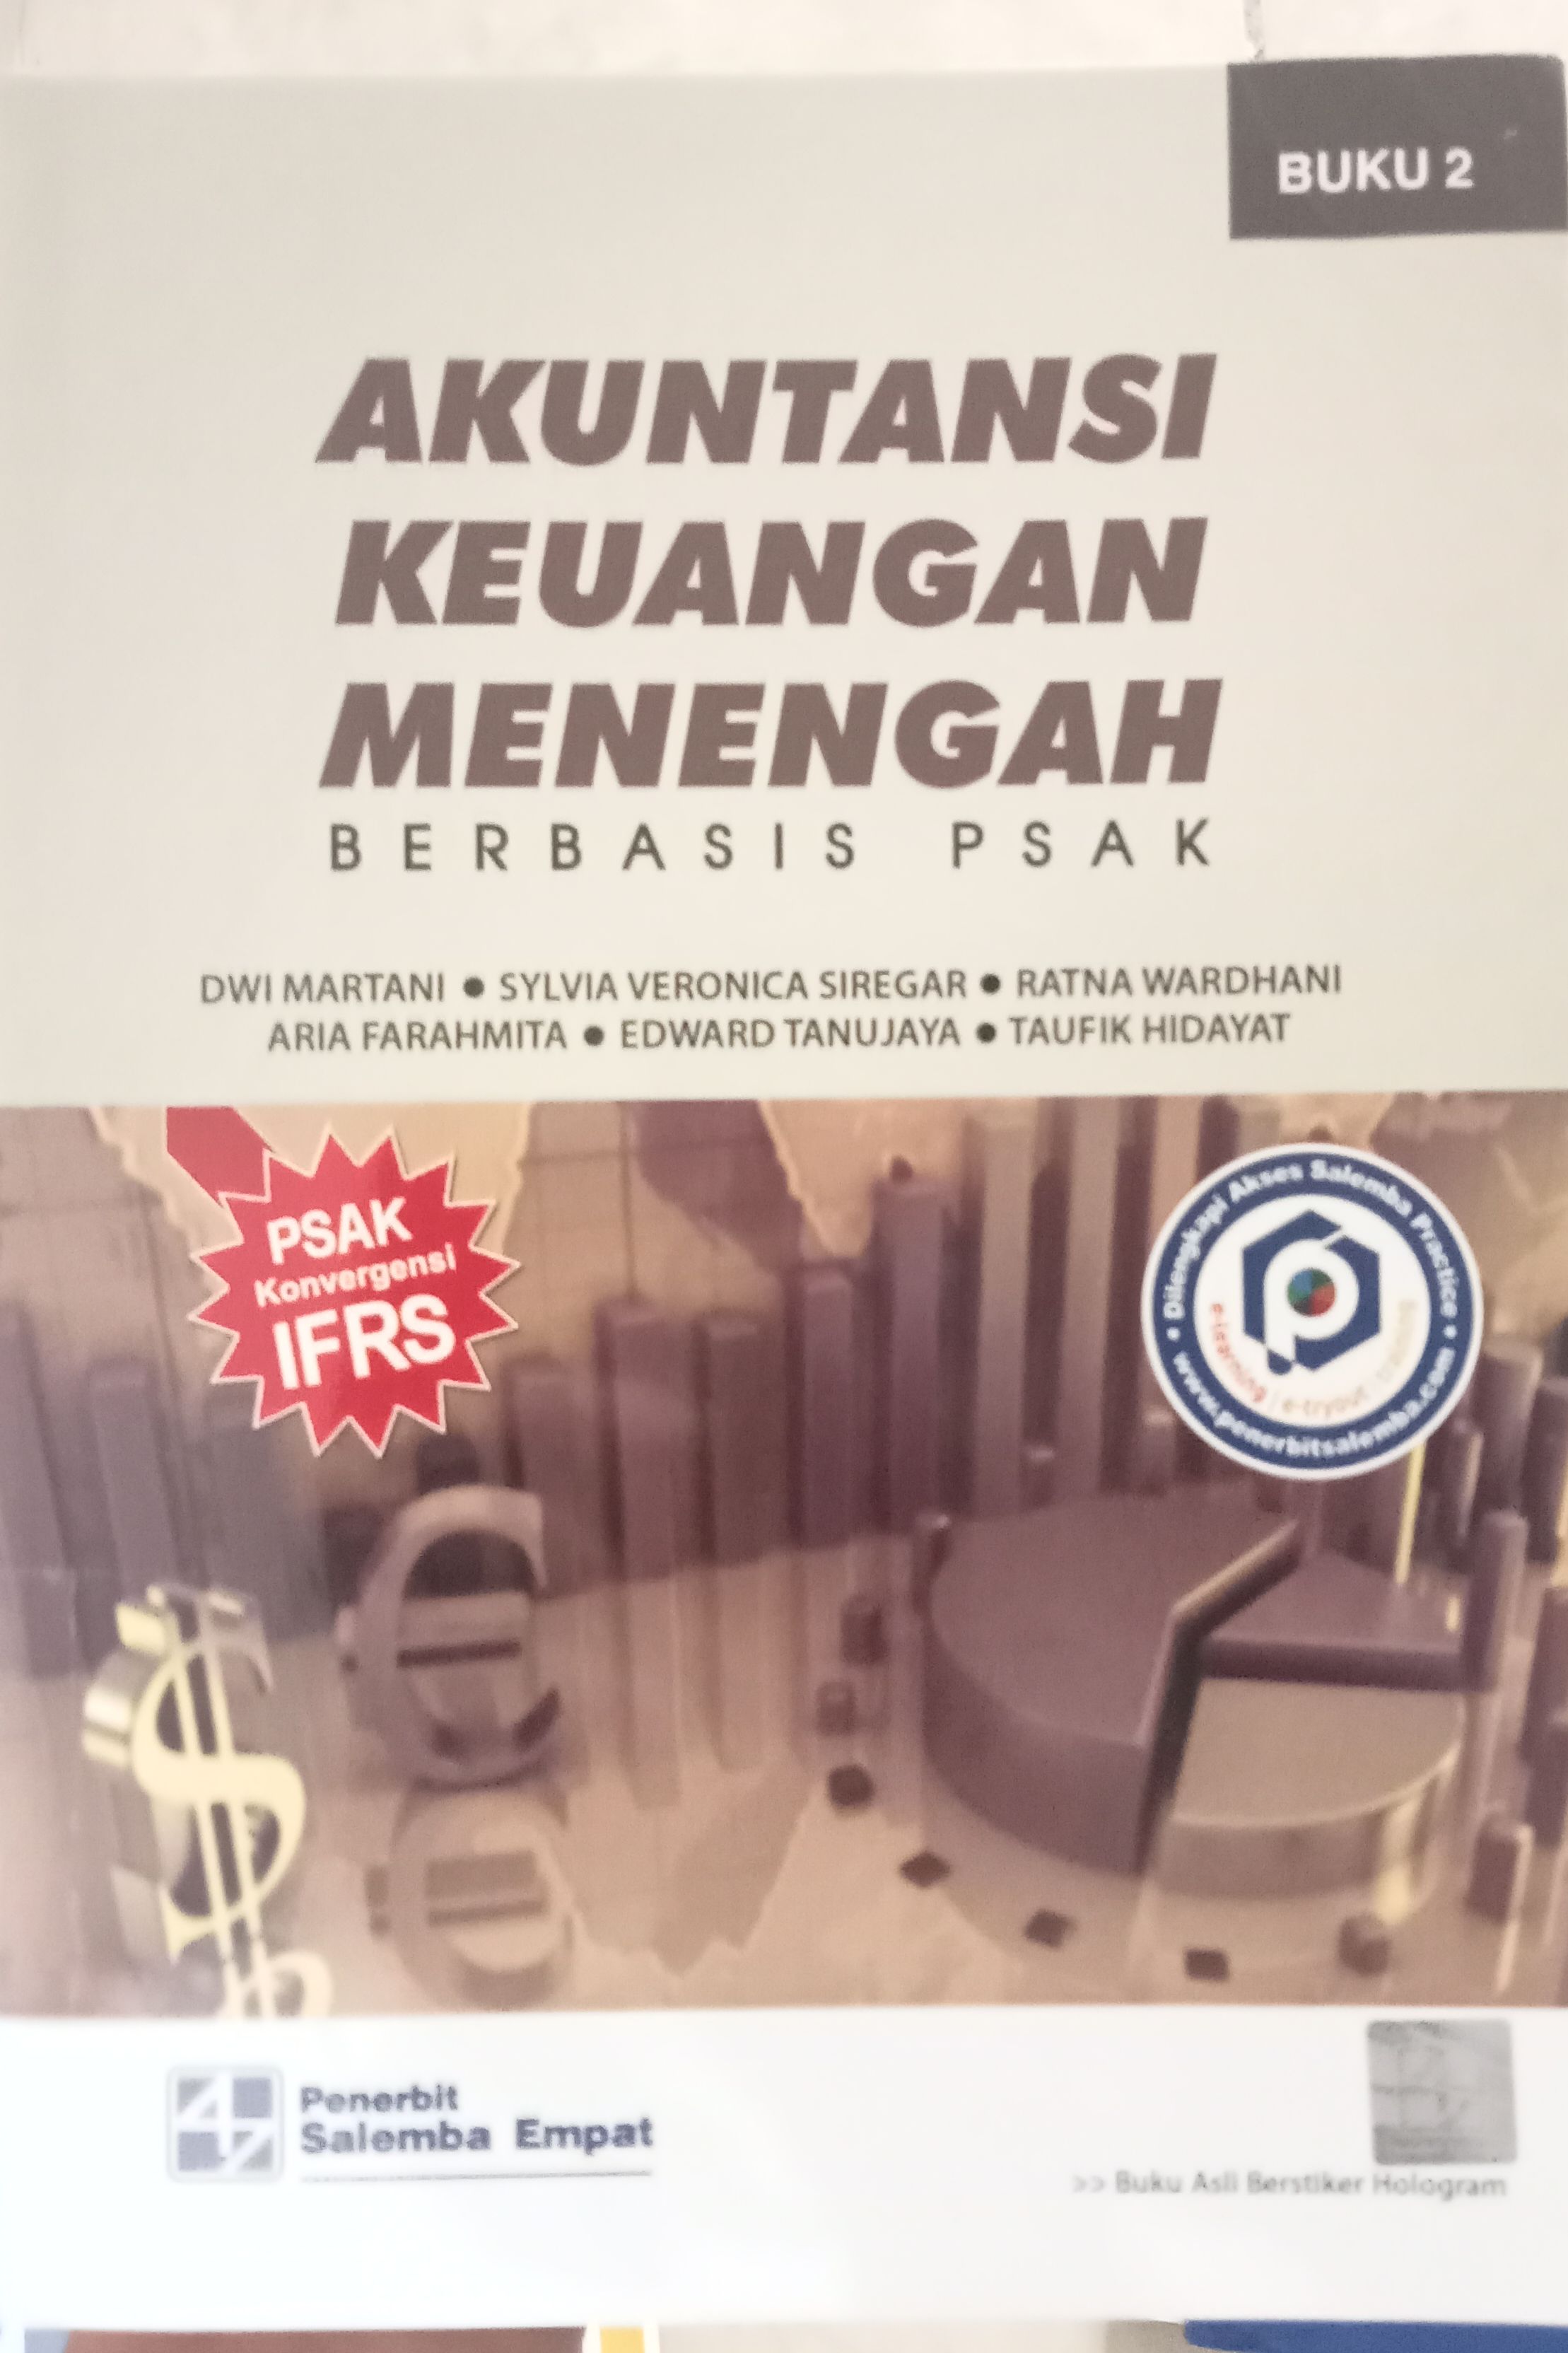 BUKU 2
AKUNTANSI
KEUANGAN
MENENGAH
BERBASIS PSAK
DWI MARTANI ● SYLVIA VERONICA SIREGAR ● RATNA WARDHANI
ARIA FARAHMITA ● EDWARD TANUJAYA ● TAUFIK HIDAYAT
PSAK
Konvergensi
IFRS
• Dilengkapi Akses Salemba Practice •
e-learning | e-tryout |
www.penerbitsalemba.com
Penerbit
Salemba Empat
>> Buku Asli Berstiker Hologram